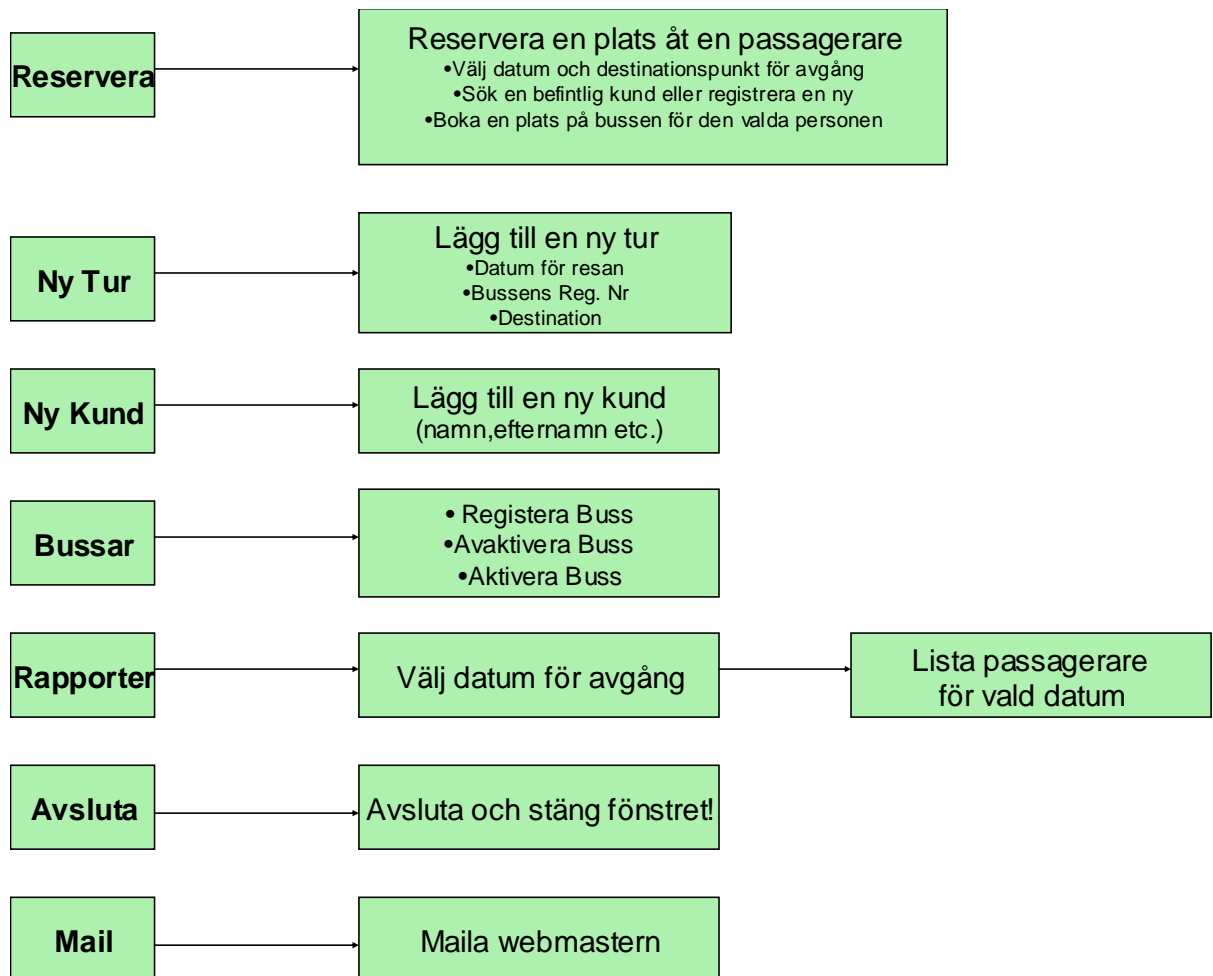 Reservera
Reservera en plats åt en passagerare
•Välj datum och destinationspunkt för avgång
•Sök en befintlig kund eller registrera en ny
•Boka en plats på bussen för den valda personen
Ny Tur
Lägg till en ny tur
•Datum för resan
•Bussens Reg. Nr
•Destination
Ny Kund
Lägg till en ny kund
(namn,efternamn etc.)
Bussar
• Registera Buss
•Avaktivera Buss
•Aktivera Buss
Rapporter
Välj datum för avgång
Lista passagerare
för vald datum
Avsluta
Avsluta och stäng fönstret!
Mail
Maila webmastern